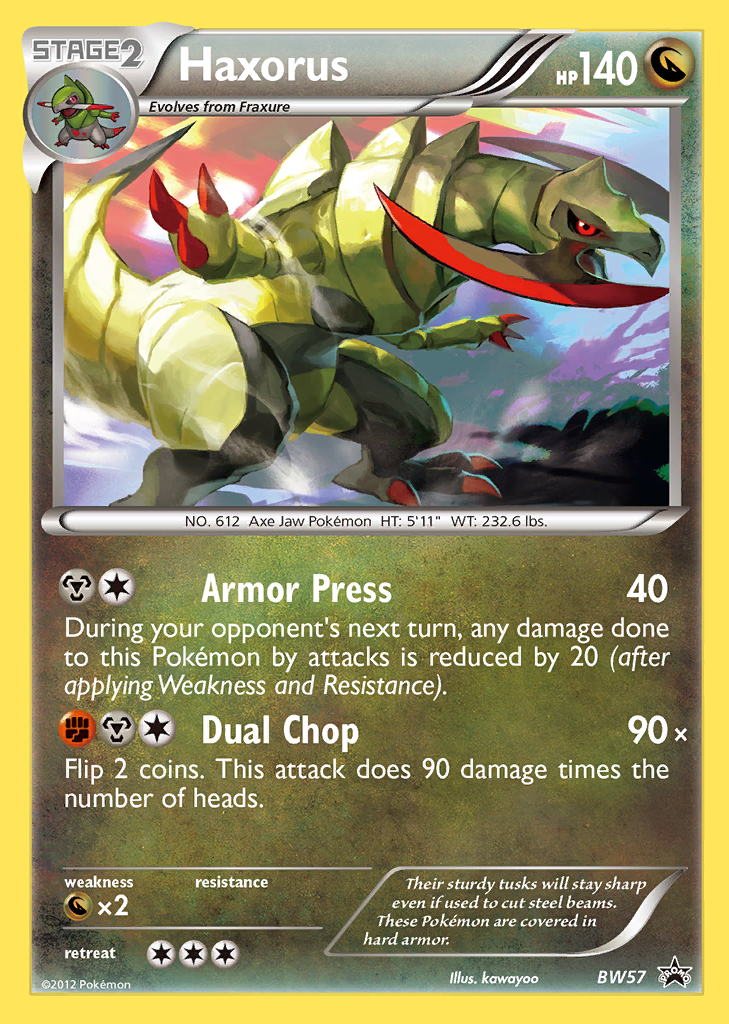 STAGE2
Haxorus
HP140
Evolves from Fraxure
NO. 612 Axe Jaw Pokémon HT: 5'11" WT: 232.6 lbs.
Armor Press 40
During your opponent's next turn, any damage done
to this Pokémon by attacks is reduced by 20 (after
applying Weakness and Resistance).
Dual Chop 90×
Flip 2 coins. This attack does 90 damage times the
number of heads.
weakness resistance
×2
retreat
Their sturdy tusks will stay sharp
even if used to cut steel beams.
These Pokémon are covered in
hard armor.
©2012 Pokémon
Illus. kawayoo
BW57
PROMO